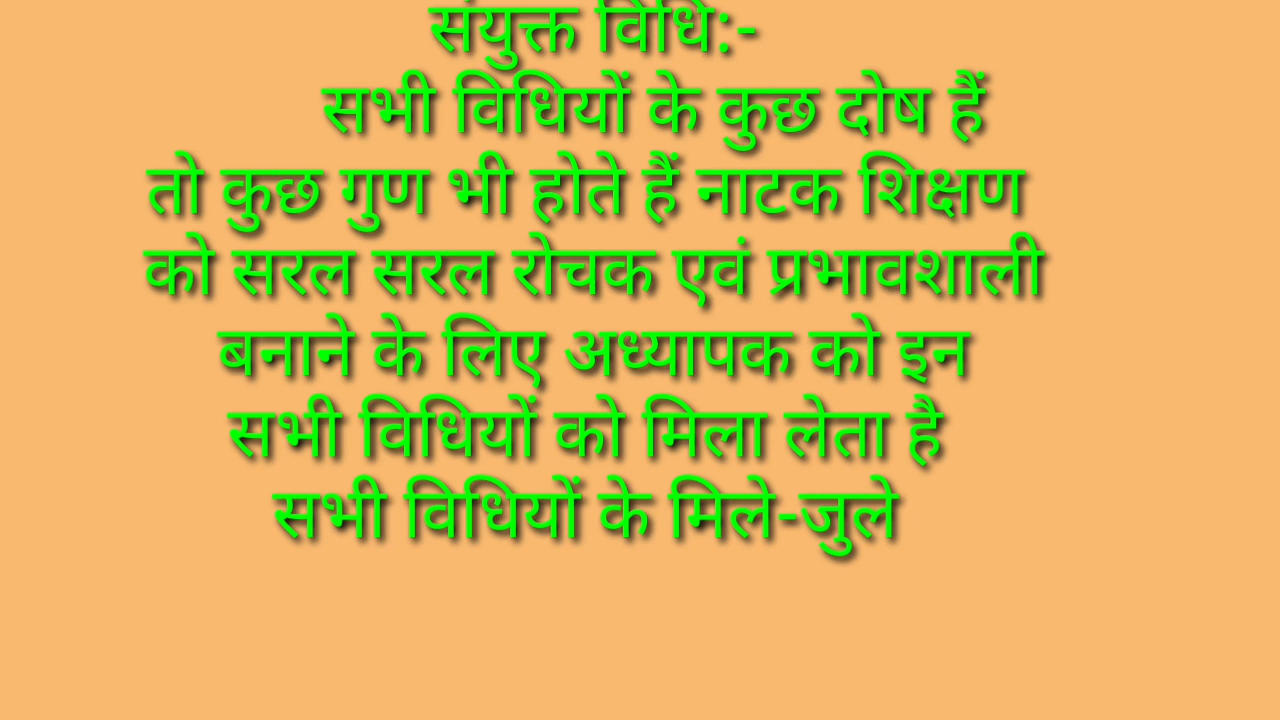 संयुक्त विधि:-
सभी विधियों के कुछ दोष हैं
तो कुछ गुण भी होते हैं नाटक शिक्षण
को सरल सरल रोचक एवं प्रभावशाली
बनाने के लिए अध्यापक को इन
सभी विधियों को मिला लेता है
सभी विधियों के मिले-जुले